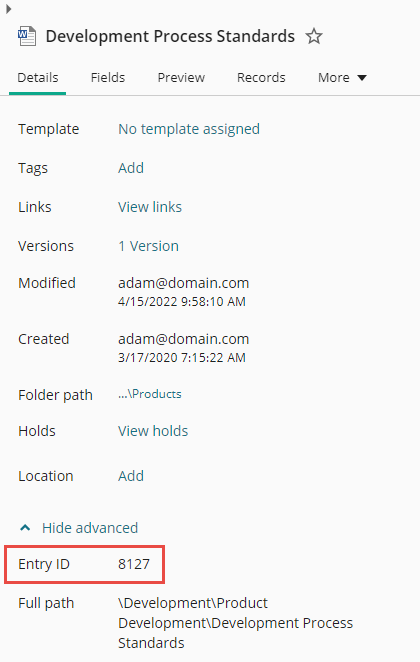 Development Process Standards
Details Fields Preview Records More
Template No template assigned
Tags Add
Links View links
Versions 1 Version
Modified adam@domain.com
4/15/2022 9:58:10 AM
Created adam@domain.com
3/17/2020 7:15:22 AM
Folder path ...\Products
Holds View holds
Location Add
Hide advanced
Entry ID 8127
Full path \Development\Product
Development\Development Process
Standards